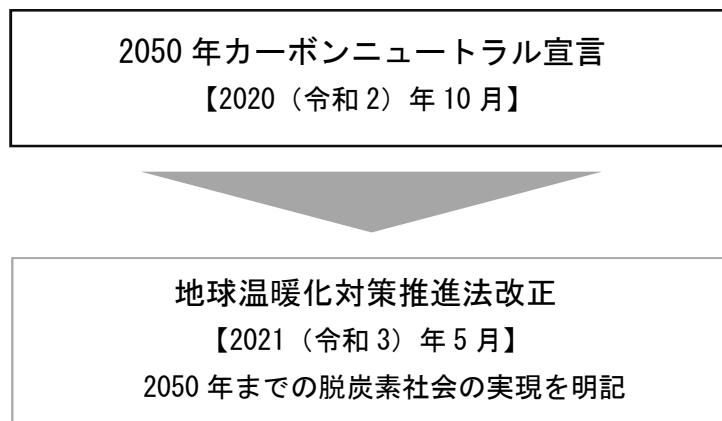 2050 年カーボンニュートラル宣言
【2020（令和 2）年 10 月】
地球温暖化対策推進法改正
【2021（令和 3）年 5 月】
2050 年までの脱炭素社会の実現を明記